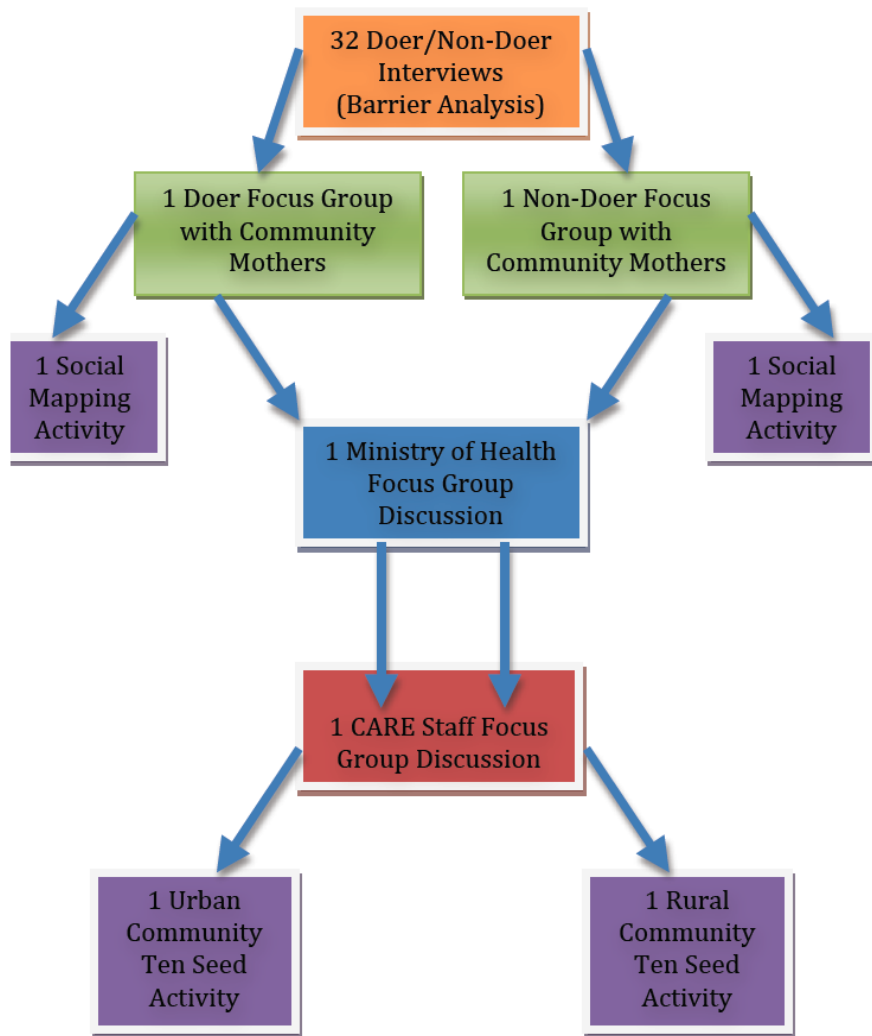 32 Doer/Non-Doer
Interviews
(Barrier Analysis)
1 Doer Focus Group
with Community
Mothers
1 Non-Doer Focus
Group with
Community Mothers
1 Social
Mapping
Activity
1 Social
Mapping
Activity
1 Ministry of Health
Focus Group
Discussion
1 CARE Staff Focus
Group Discussion
1 Urban
Community
Ten Seed
Activity
1 Rural
Community
Ten Seed
Activity